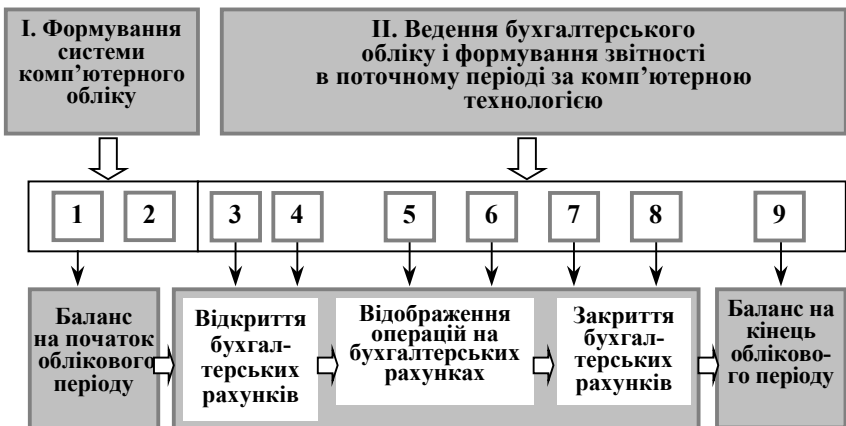 I. Формування
системи
комп’ютерного
обліку
II. Ведення бухгалтерського
обліку і формування звітності
в поточному періоді за комп’ютерною
технологією
1 2 3 4 5 6 7 8 9
Баланс
на початок
облікового
періоду
Відкриття
бухгал-
терських
рахунків
Відображення
операцій на
бухгалтерських
рахунках
Закриття
бухгал-
терських
рахунків
Баланс на
кінець
обліково-
го періоду